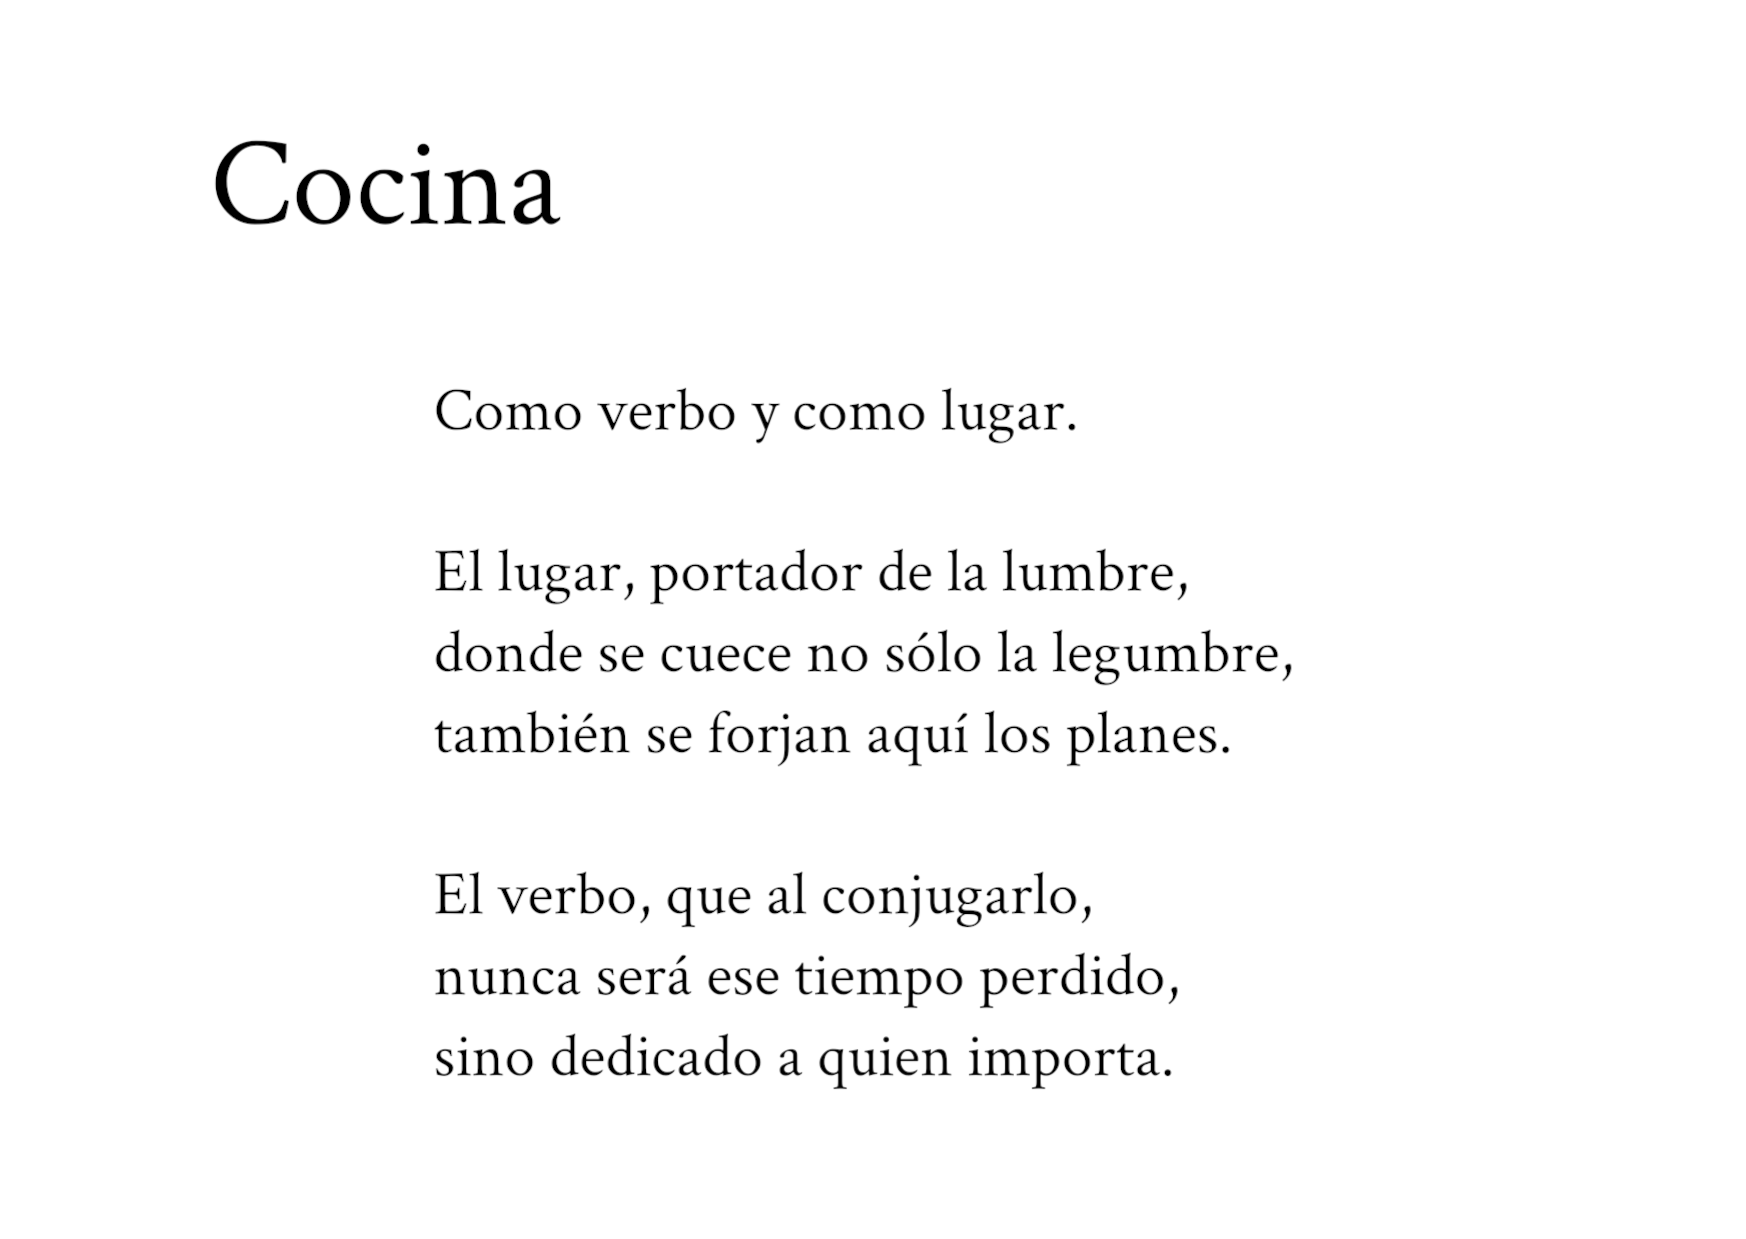 Cocina
Como verbo y como lugar.
El lugar, portador de la lumbre,
donde se cuece no sólo la legumbre,
también se forjan aquí los planes.
El verbo, que al conjugarlo,
nunca será ese tiempo perdido,
sino dedicado a quien importa.